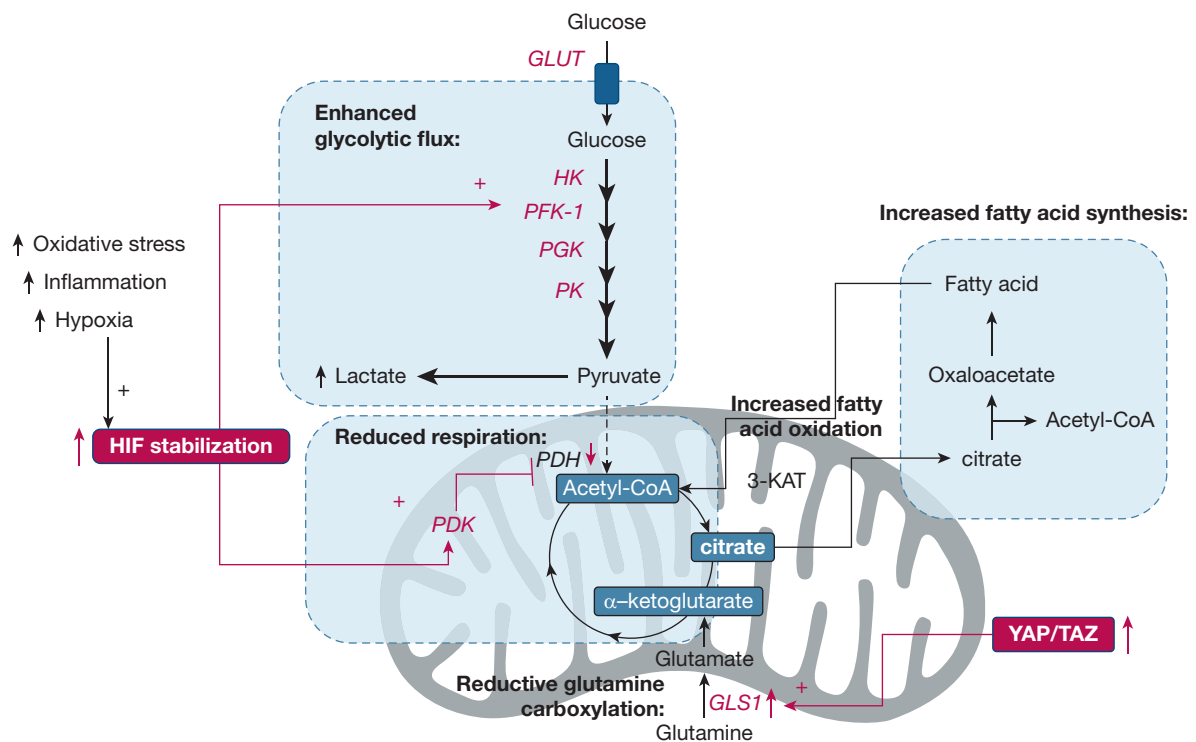 Glucose
GLUT
Enhanced
glycolytic flux:
Glucose
HK
+
PFK-1
PGK
PK
Lactate
Pyruvate
Oxidative stress
Inflammation
Hypoxia
+
HIF stabilization
Reduced respiration:
PDH
+
PDK
Acetyl-CoA
citrate
α–ketoglutarate
Increased fatty
acid oxidation
3-KAT
Increased fatty acid synthesis:
Fatty acid
Oxaloacetate
Acetyl-CoA
citrate
YAP/TAZ
Glutamate
Reductive glutamine
carboxylation:
GLS1
+
Glutamine